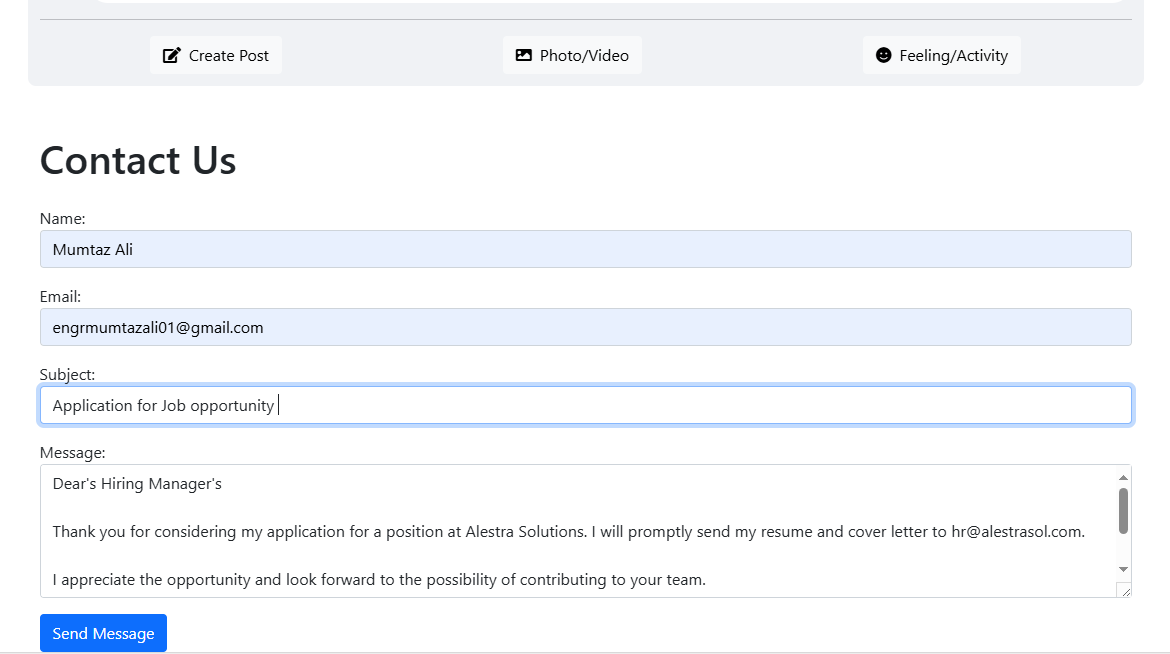 Create Post Photo/Video Feeling/Activity
Contact Us
Name:
Mumtaz Ali
Email:
engrmumtazali01@gmail.com
Subject:
Application for Job opportunity
Message:
Dear's Hiring Manager's
Thank you for considering my application for a position at Alestra Solutions. I will promptly send my resume and cover letter to hr@alestrasol.com.
I appreciate the opportunity and look forward to the possibility of contributing to your team.
Send Message